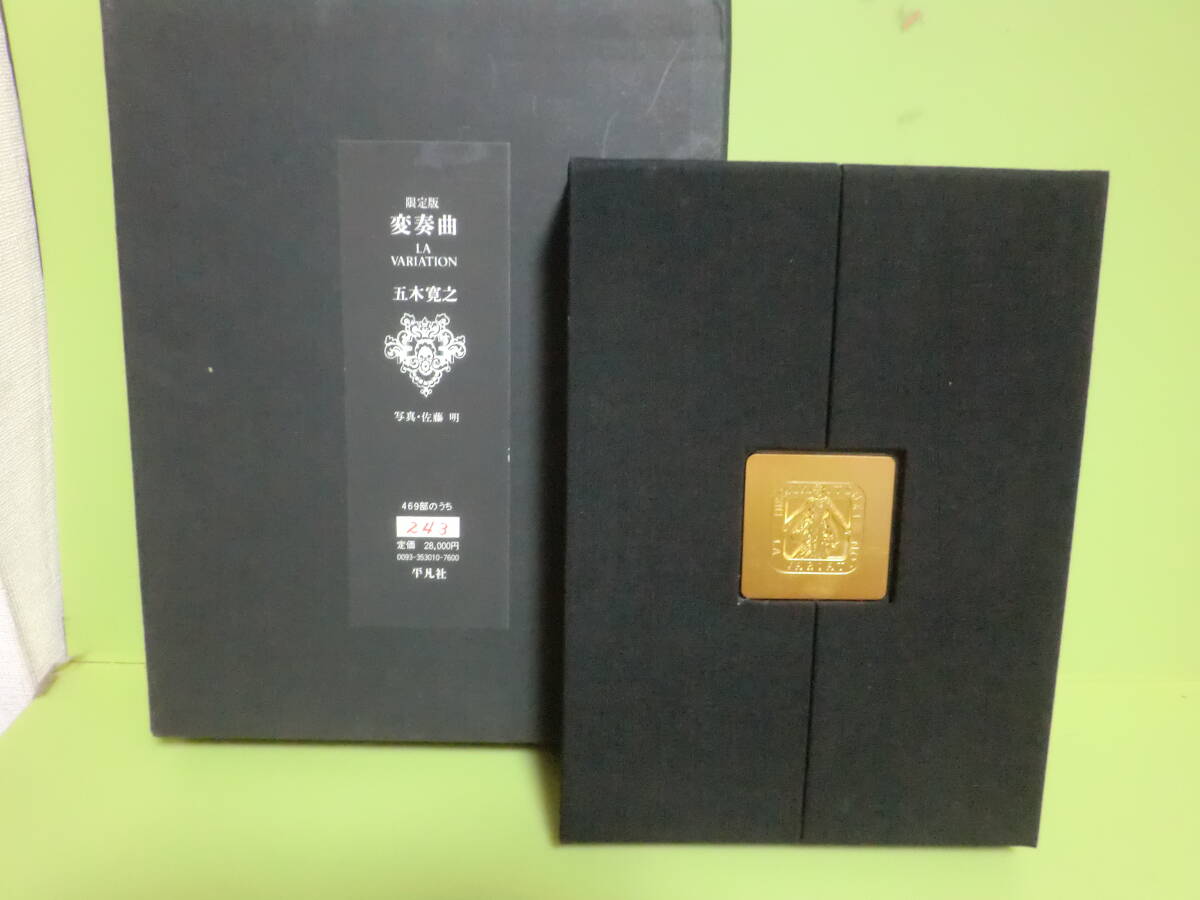 限定版
変奏曲
LA
VARIATION
五木寛之
写真・佐藤 明
469部のうち
243
定価 28,000円
0093-353010-7600
平凡社
LA
VARIAT